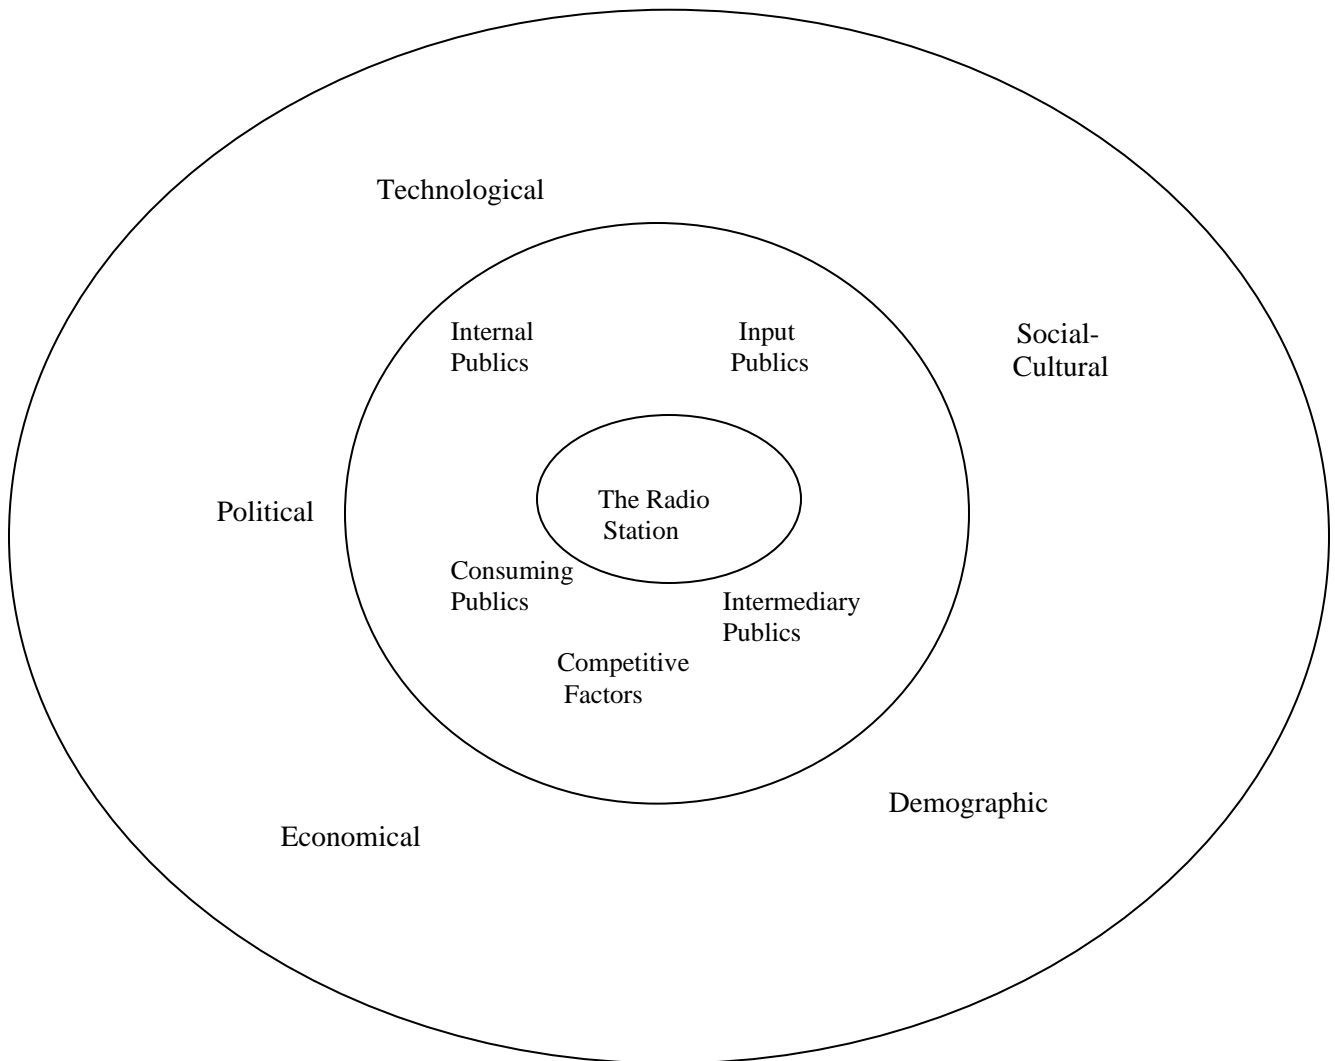 Technological
Internal
Publics
Input
Publics
Social-
Cultural
The Radio
Station
Political
Consuming
Publics
Intermediary
Publics
Competitive
Factors
Demographic
Economical